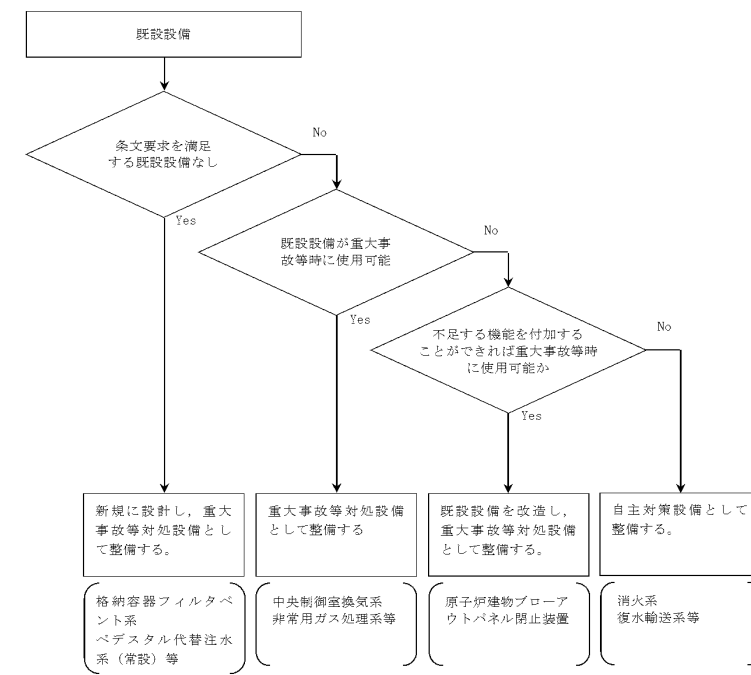 既設設備
条文要求を満足
する既設設備なし
No
Yes
既設設備が重大事
故等時に使用可能
No
Yes
不足する機能を付加する
ことができれば重大事故等時
に使用可能か
No
Yes
新規に設計し，重大
事故等対処設備とし
て整備する。
重大事故等対処設備
として整備する
既設設備を改造し，
重大事故等対処設備
として整備する。
自主対策設備として
整備する。
格納容器フィルタベ
ント系
ペデスタル代替注水
系（常設）等
中央制御室換気系
非常用ガス処理系等
原子炉建物ブローア
ウトパネル閉止装置
消火系
復水輸送系等